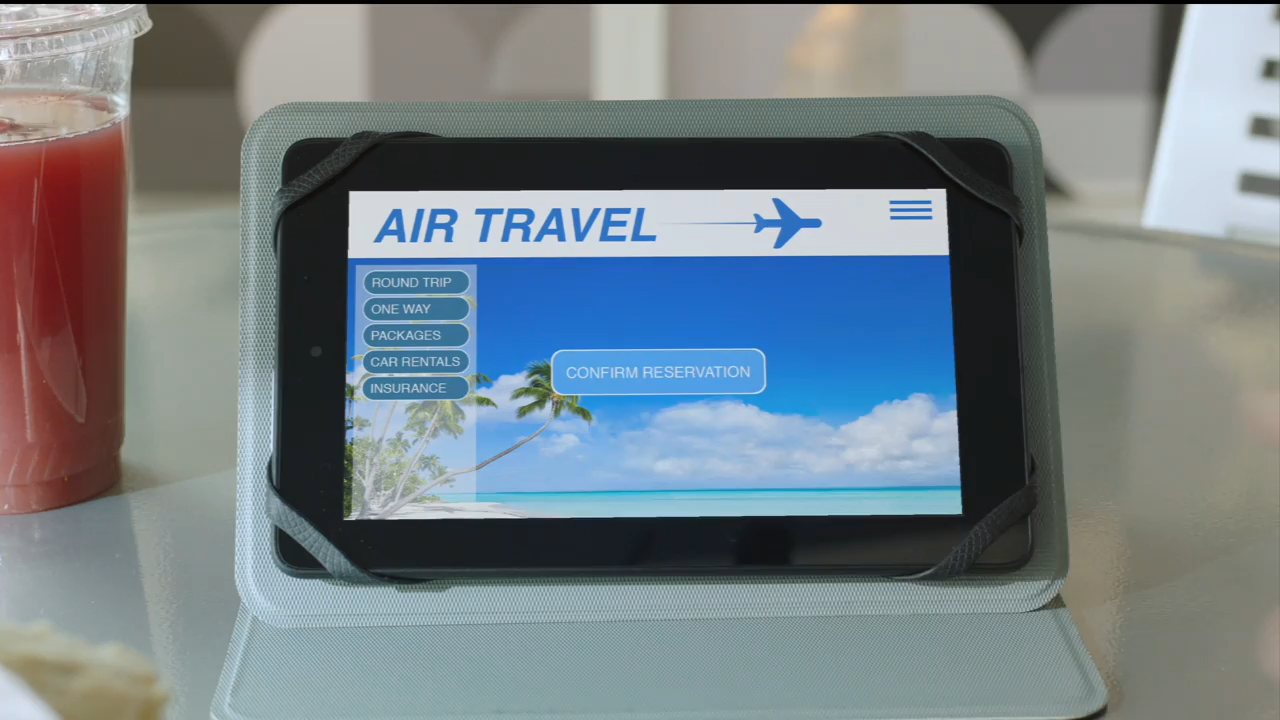 AIR TRAVEL
ROUND TRIP
ONE WAY
PACKAGES
CAR RENTALS
INSURANCE
CONFIRM RESERVATION